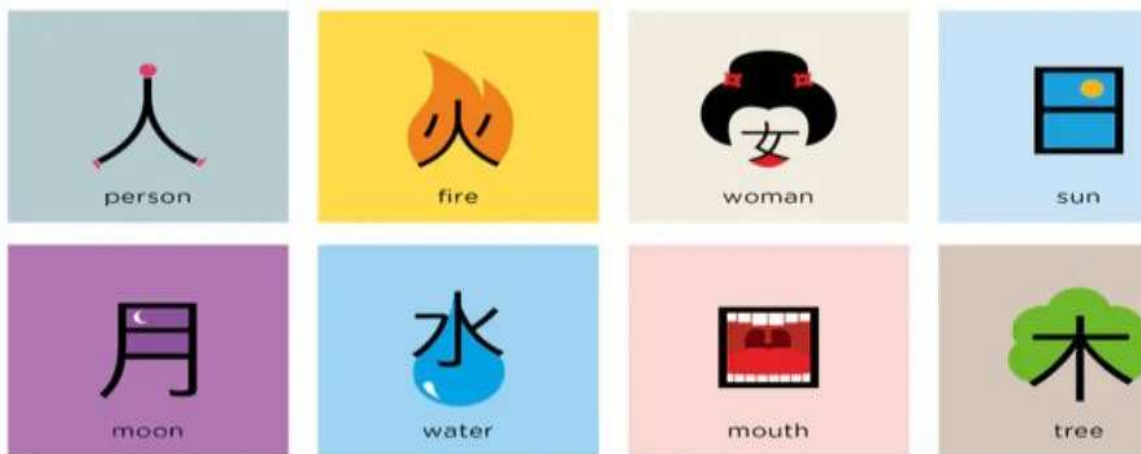 人
person
火
fire
女
woman
日
sun
月
moon
水
water
口
mouth
木
tree